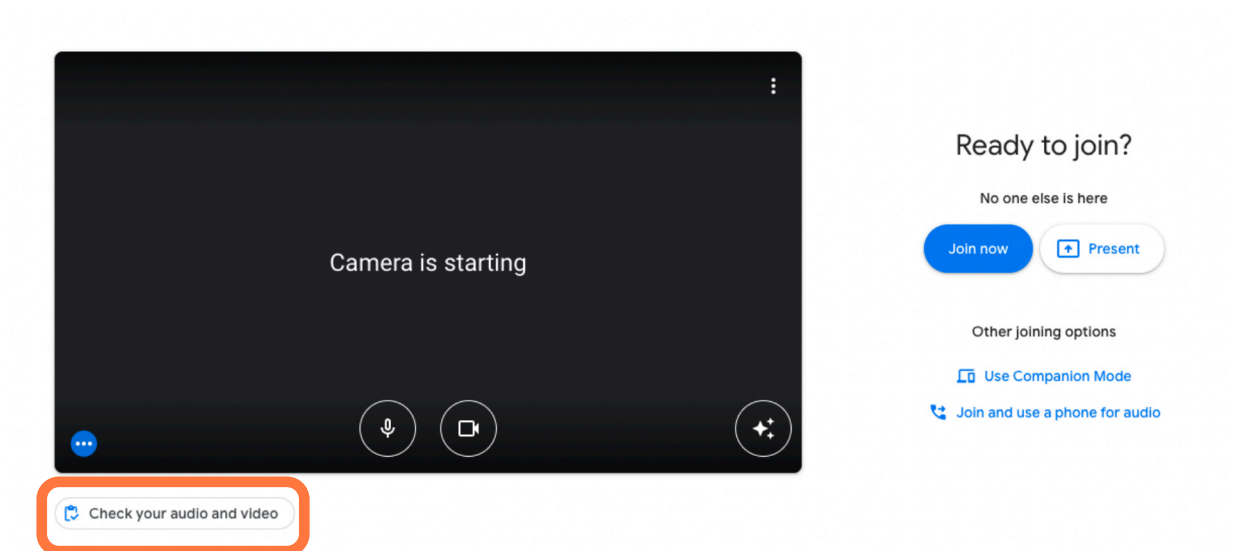 Camera is starting
Check your audio and video
Ready to join?
No one else is here
Join now
Present
Other joining options
Use Companion Mode
Join and use a phone for audio